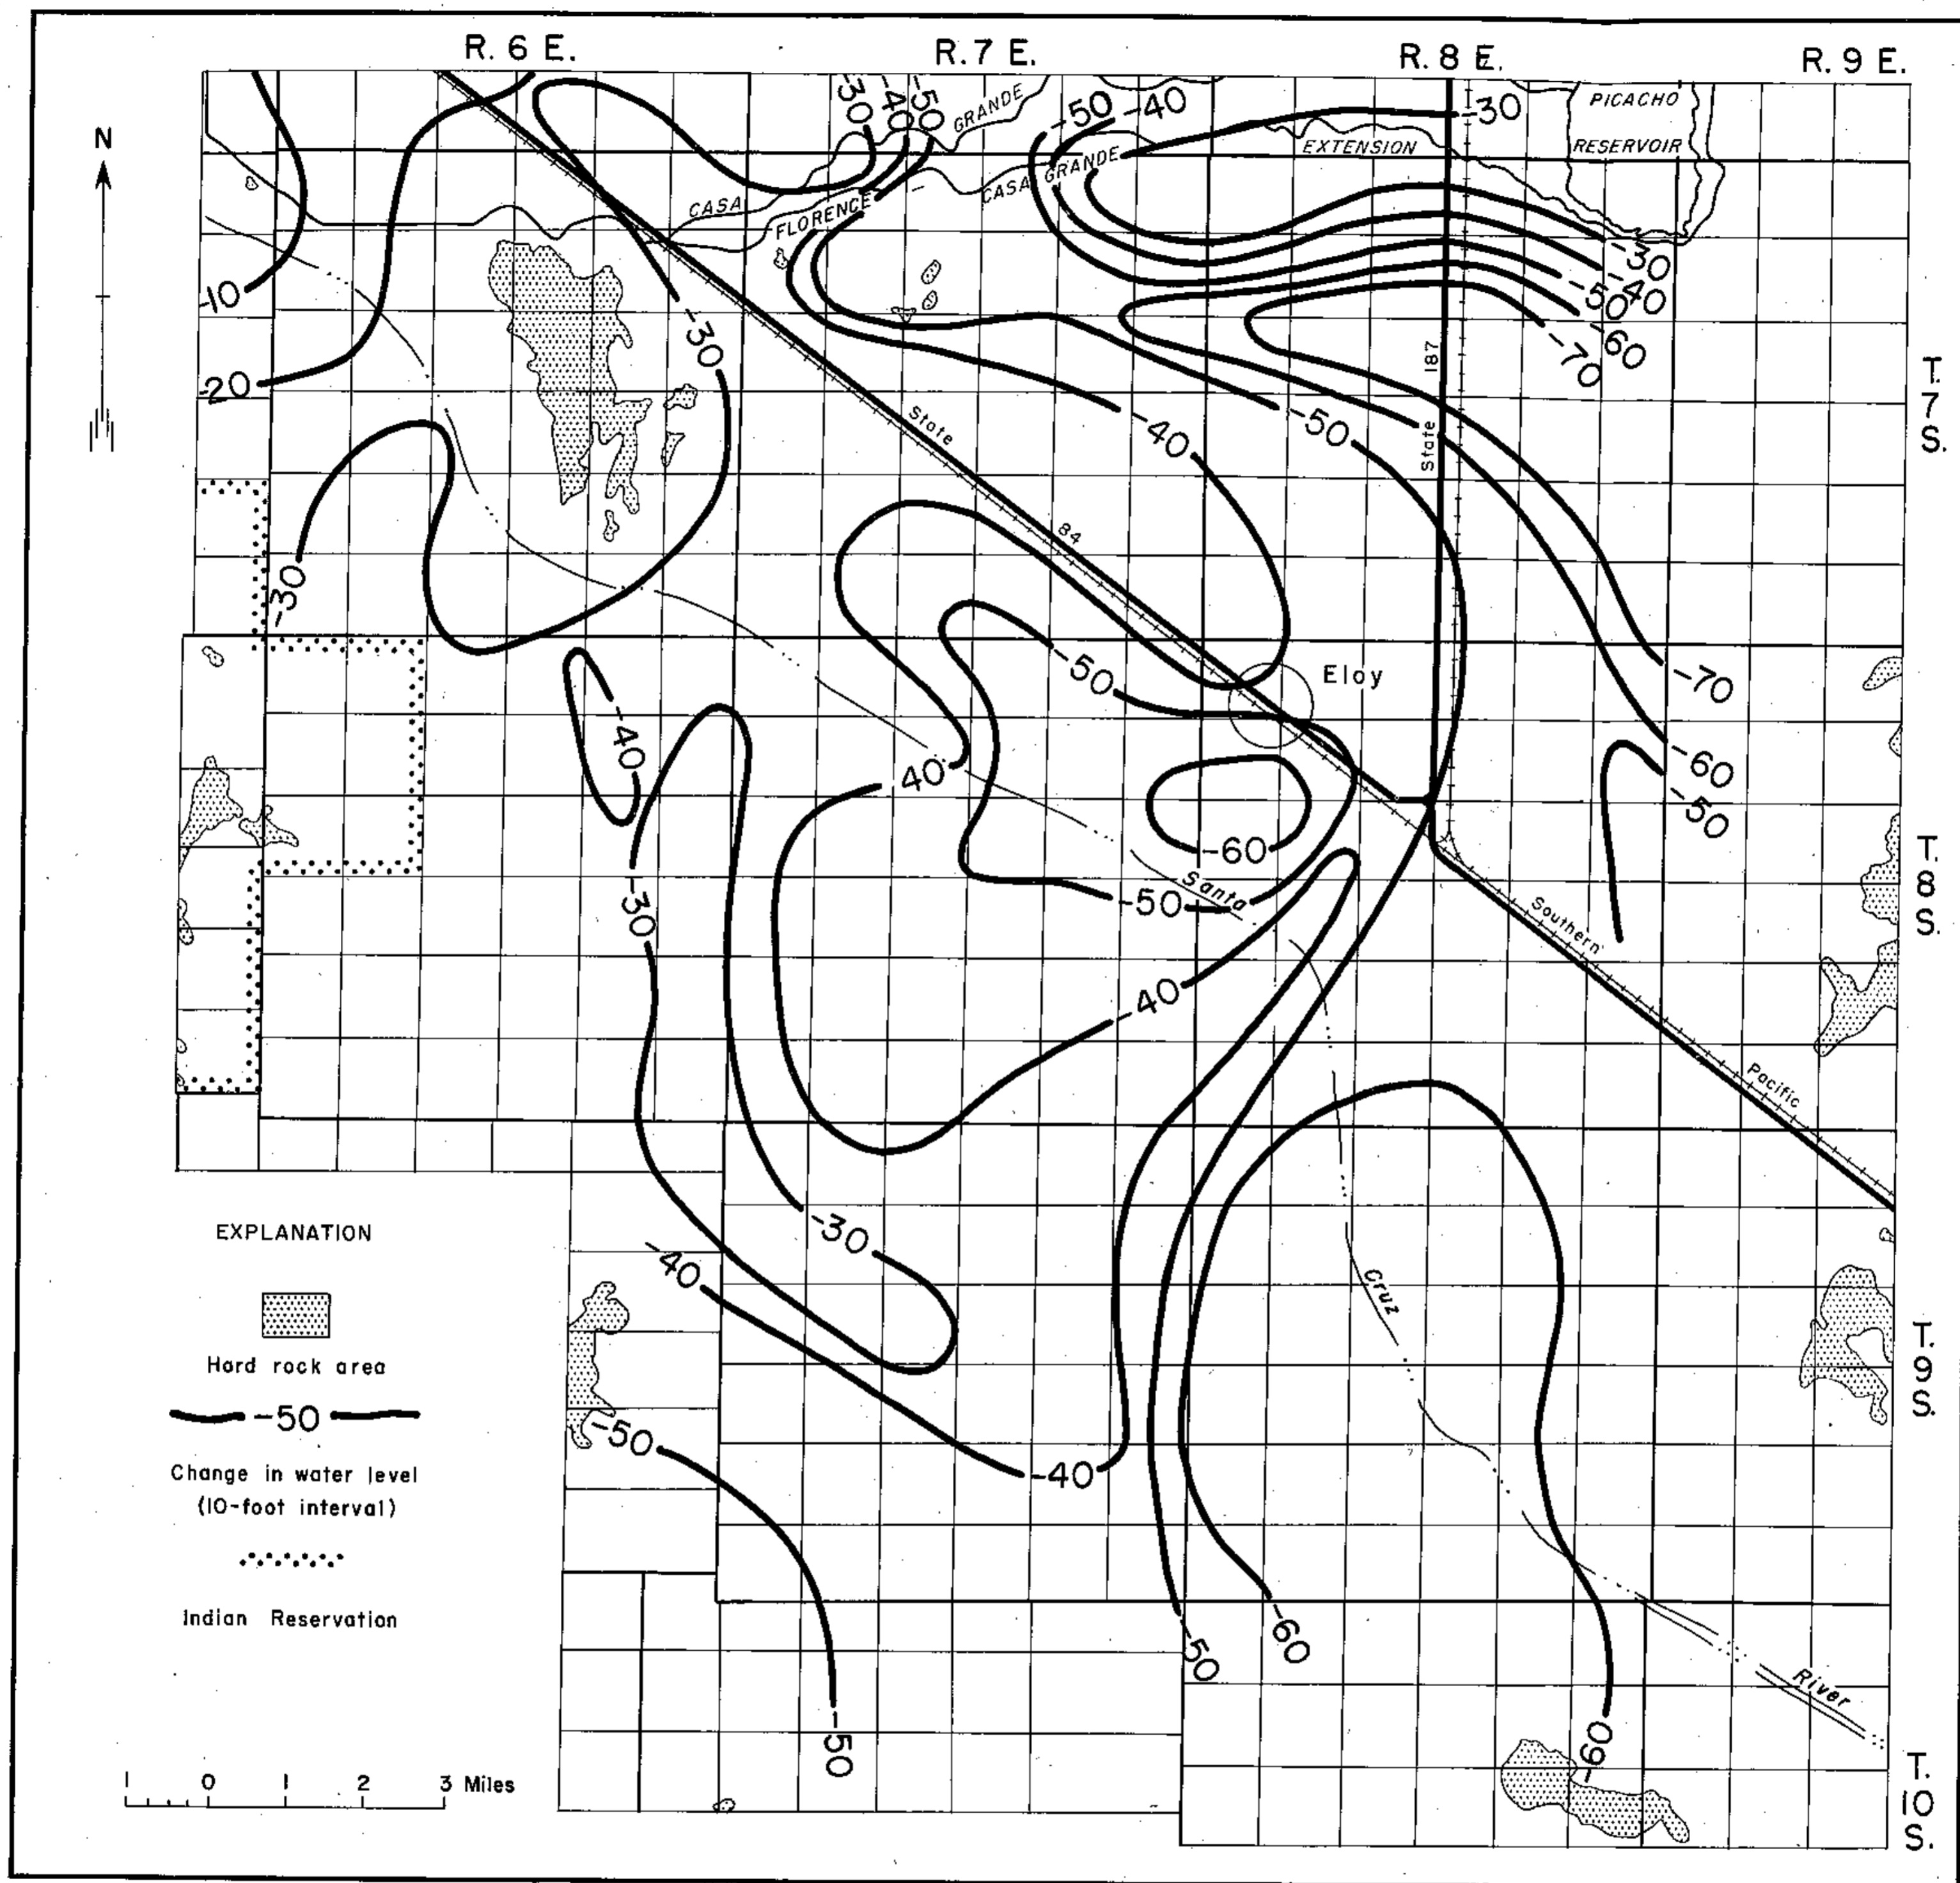 R. 6 E. R. 7 E. R. 8 E. R. 9 E.
N
-30 -40 -50 GRANDE -50 -40 -30 PICACHO
RESERVOIR
EXTENSION
CASA GRANDE
CASA
FLORENCE
-10
-30
-30
-40
-50
-60
-70
187
State
-20
T.
7
S.
State
-40
-50
84
-30
-50
Eloy
-70
-40
40
-60
-50
-60
Santa
-50
T.
8
S.
-30
Southern
-40
Pacific
EXPLANATION
-30
-40
Cruz
Hard rock area
T.
9
S.
-50
-50
Change in water level
(10-foot interval)
-40
Indian Reservation
-50
-60
River
-50
-60
1 0 1 2 3 Miles
T.
10
S.